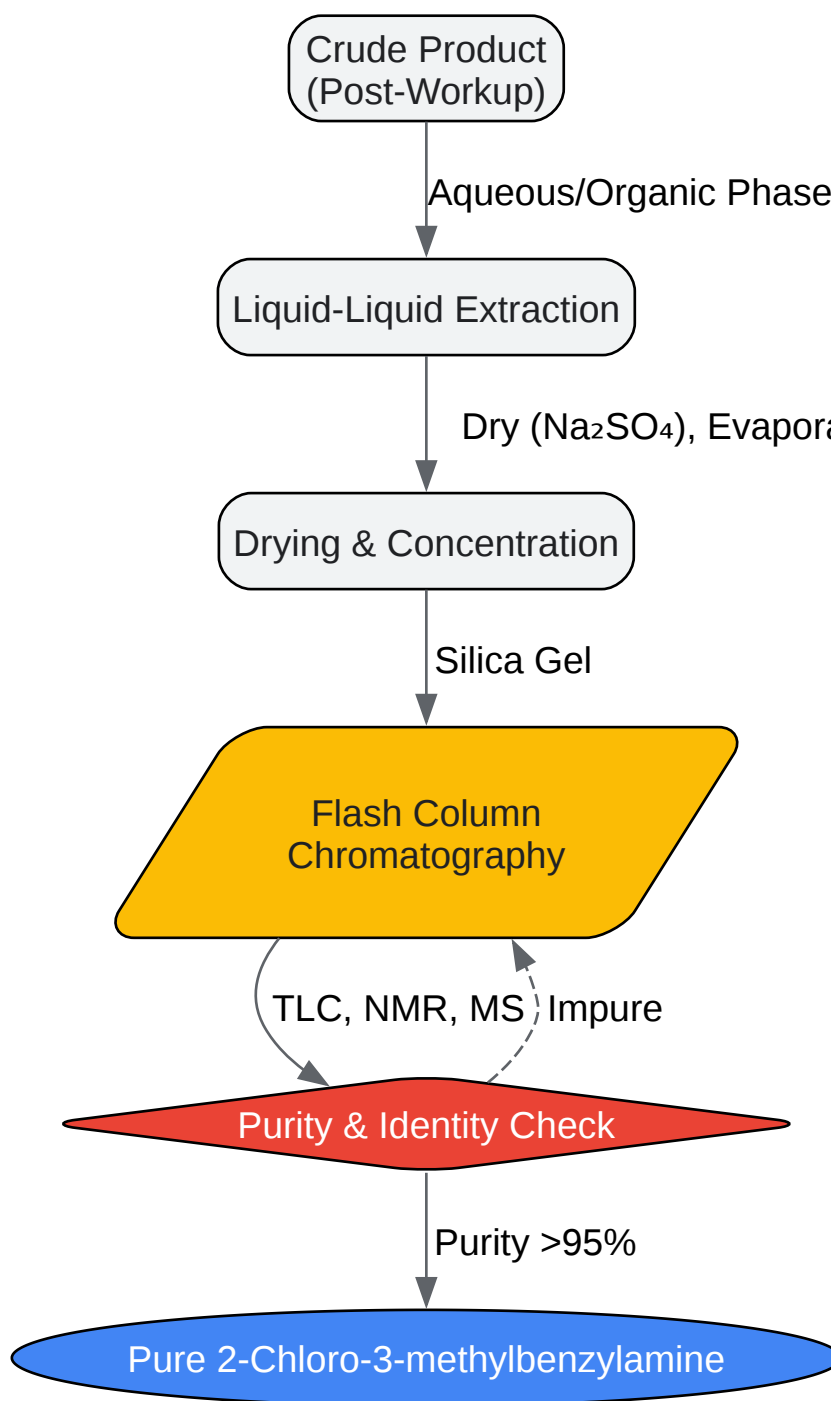 Crude Product
(Post-Workup)
Aqueous/Organic Phase
Liquid-Liquid Extraction
Dry (Na₂SO₄), Evapora
Drying & Concentration
Silica Gel
Flash Column
Chromatography
TLC, NMR, MS
Impure
Purity & Identity Check
Purity >95%
Pure 2-Chloro-3-methylbenzylamine